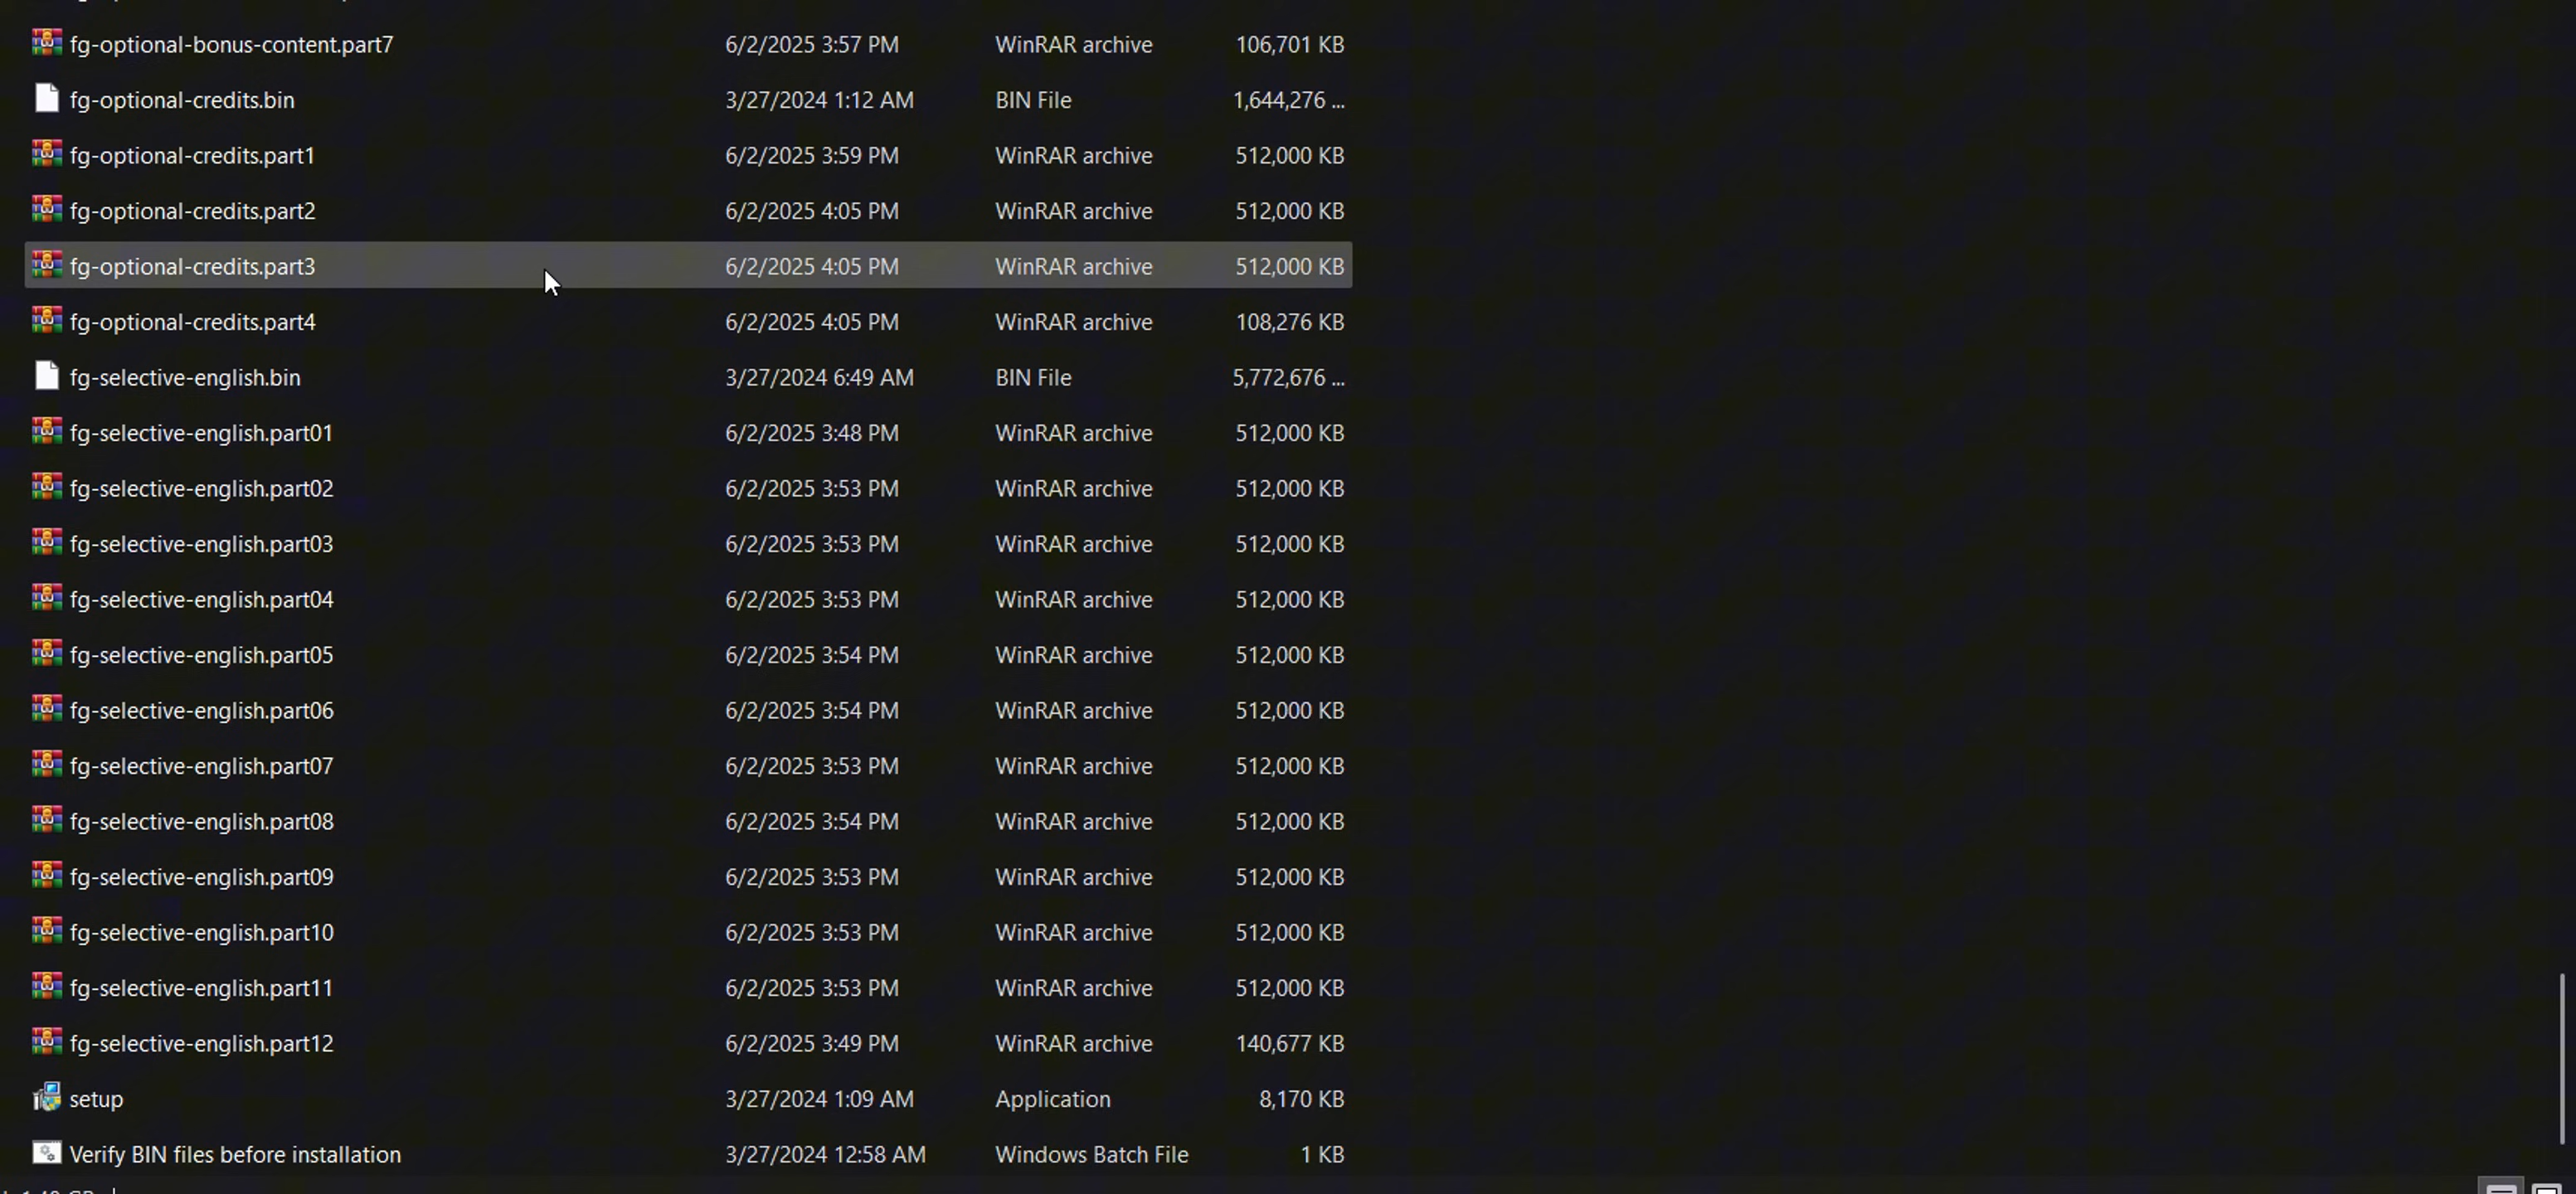 fg-optional-bonus-content.part7 6/2/2025 3:57 PM WinRAR archive 106,701 KB
fg-optional-credits.bin 3/27/2024 1:12 AM BIN File 1,644,276 ...
fg-optional-credits.part1 6/2/2025 3:59 PM WinRAR archive 512,000 KB
fg-optional-credits.part2 6/2/2025 4:05 PM WinRAR archive 512,000 KB
fg-optional-credits.part3 6/2/2025 4:05 PM WinRAR archive 512,000 KB
fg-optional-credits.part4 6/2/2025 4:05 PM WinRAR archive 108,276 KB
fg-selective-english.bin 3/27/2024 6:49 AM BIN File 5,772,676 ...
fg-selective-english.part01 6/2/2025 3:48 PM WinRAR archive 512,000 KB
fg-selective-english.part02 6/2/2025 3:53 PM WinRAR archive 512,000 KB
fg-selective-english.part03 6/2/2025 3:53 PM WinRAR archive 512,000 KB
fg-selective-english.part04 6/2/2025 3:53 PM WinRAR archive 512,000 KB
fg-selective-english.part05 6/2/2025 3:54 PM WinRAR archive 512,000 KB
fg-selective-english.part06 6/2/2025 3:54 PM WinRAR archive 512,000 KB
fg-selective-english.part07 6/2/2025 3:53 PM WinRAR archive 512,000 KB
fg-selective-english.part08 6/2/2025 3:54 PM WinRAR archive 512,000 KB
fg-selective-english.part09 6/2/2025 3:53 PM WinRAR archive 512,000 KB
fg-selective-english.part10 6/2/2025 3:53 PM WinRAR archive 512,000 KB
fg-selective-english.part11 6/2/2025 3:53 PM WinRAR archive 512,000 KB
fg-selective-english.part12 6/2/2025 3:49 PM WinRAR archive 140,677 KB
setup 3/27/2024 1:09 AM Application 8,170 KB
Verify BIN files before installation 3/27/2024 12:58 AM Windows Batch File 1 KB